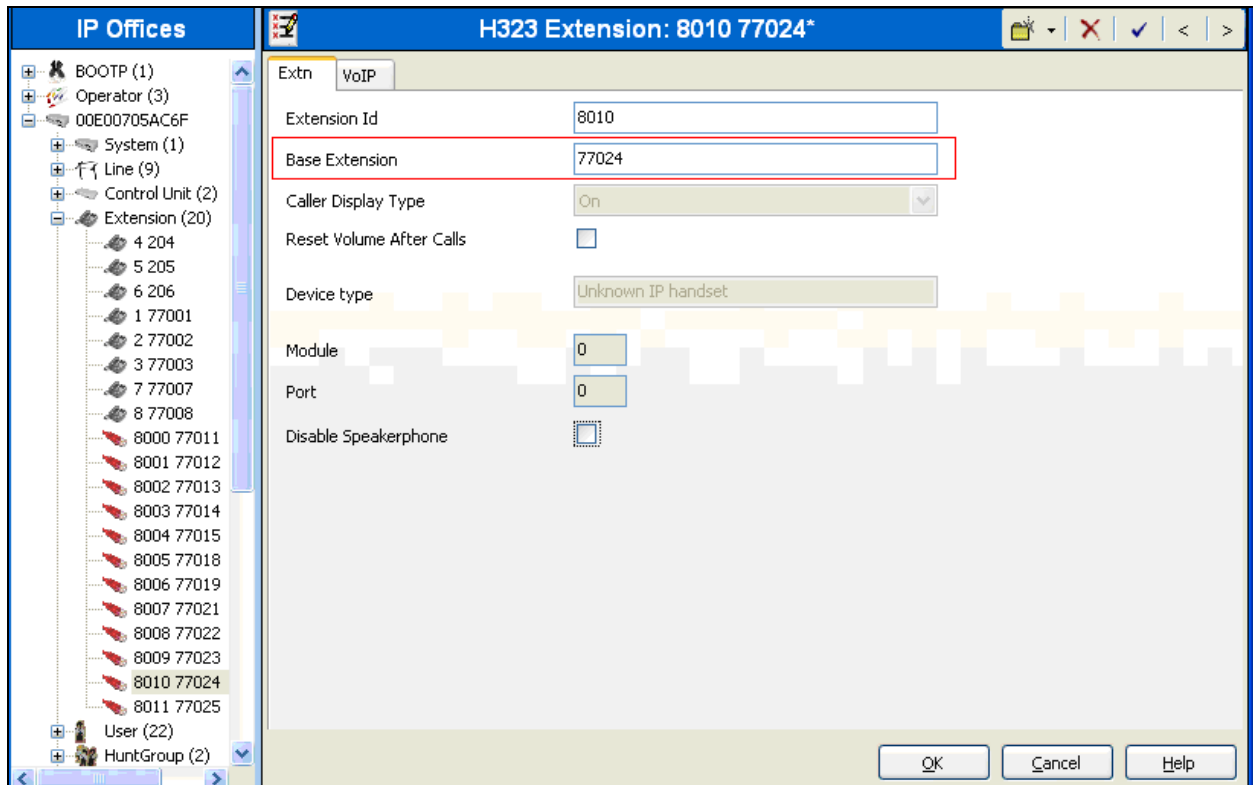 IP Offices
BOOTP (1)
Operator (3)
00E00705AC6F
System (1)
Line (9)
Control Unit (2)
Extension (20)
4 204
5 205
6 206
1 77001
2 77002
3 77003
7 77007
8 77008
8000 77011
8001 77012
8002 77013
8003 77014
8004 77015
8005 77018
8006 77019
8007 77021
8008 77022
8009 77023
8010 77024
8011 77025
User (22)
HuntGroup (2)
H323 Extension: 8010 77024*
Extn VoIP
Extension Id 8010
Base Extension 77024
Caller Display Type On
Reset Volume After Calls
Device type Unknown IP handset
Module 0
Port 0
Disable Speakerphone
OK Cancel Help